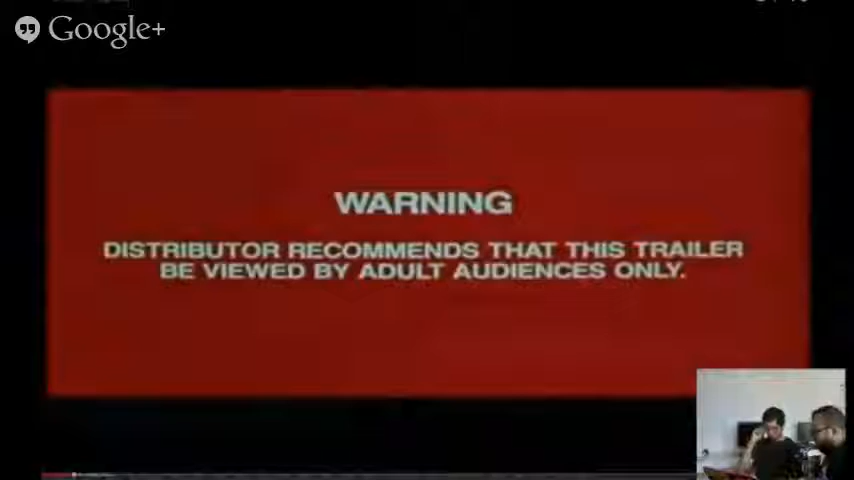 Google+
WARNING
DISTRIBUTOR RECOMMENDS THAT THIS TRAILER
BE VIEWED BY ADULT AUDIENCES ONLY.